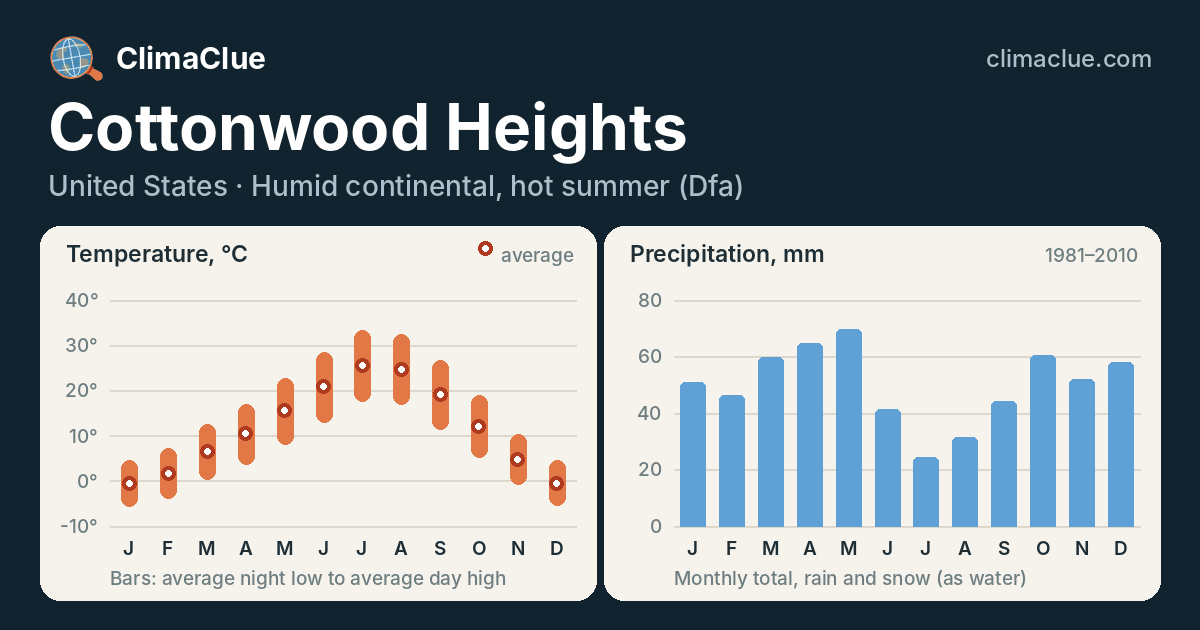 ClimaClue
climaclue.com
Cottonwood Heights
United States · Humid continental, hot summer (Dfa)
Temperature, °C
average
40°
30°
20°
10°
0°
-10°
J F M A M J J A S O N D
Bars: average night low to average day high
Precipitation, mm
1981–2010
80
60
40
20
0
J F M A M J J A S O N D
Monthly total, rain and snow (as water)